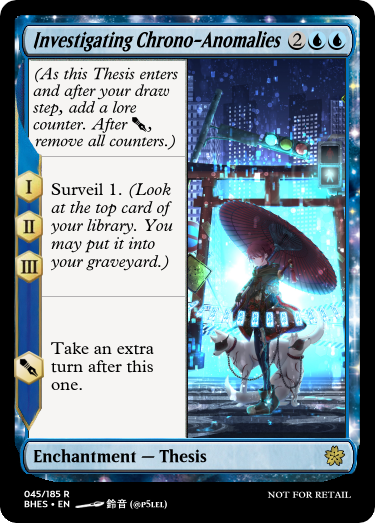 Investigating Chrono-Anomalies 2
(As this Thesis enters
and after your draw
step, add a lore
counter. After ✒,
remove all counters.)
I
II
III
Surveil 1. (Look
at the top card of
your library. You
may put it into
your graveyard.)
Take an extra
turn after this
one.
Enchantment — Thesis
045/185 R
BHES • EN 鈴音 (@P5LEL)
NOT FOR RETAIL